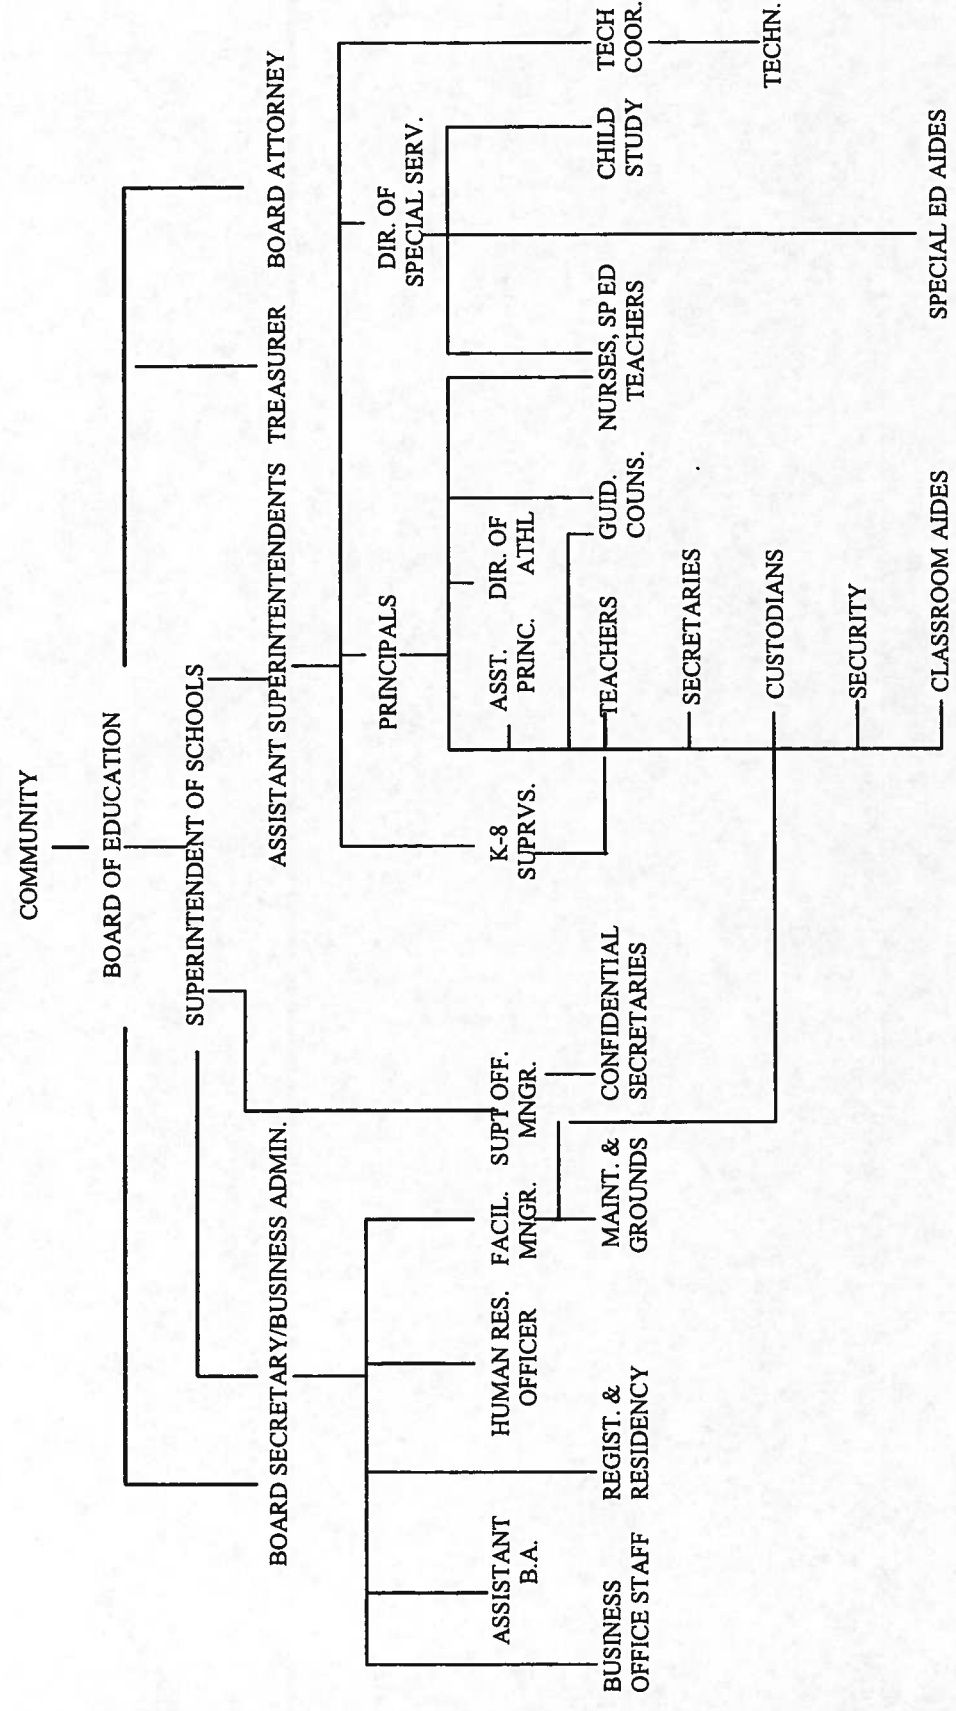 COMMUNITY
BOARD OF EDUCATION
SUPERINTENDENT OF SCHOOLS
BOARD SECRETARY/BUSINESS ADMIN.
ASSISTANT SUPERINTENTENDENTS
TREASURER
BOARD ATTORNEY
PRINCIPALS
DIR. OF
SPECIAL SERV.
ASSISTANT
B.A.
HUMAN RES.
OFFICER
FACIL.
MNGR.
SUPT OFF.
MNGR.
K-8
SUPRVS.
ASST.
PRINC.
DIR. OF
ATHL
BUSINESS
OFFICE STAFF
REGIST. &
RESIDENCY
MAINT. &
GROUNDS
CONFIDENTIAL
SECRETARIES
TEACHERS
GUID.
COUNS.
NURSES, SP ED
TEACHERS
CHILD
STUDY
TECH
COOR.
SECRETARIES
CUSTODIANS
TECHN.
SECURITY
CLASSROOM AIDES
SPECIAL ED AIDES